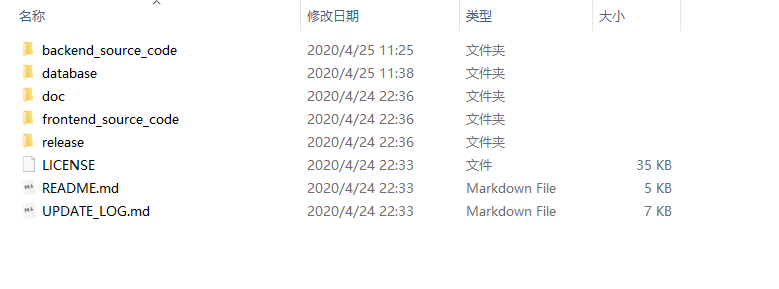 名称 修改日期 类型 大小
backend_source_code 2020/4/25 11:25 文件夹
database 2020/4/25 11:38 文件夹
doc 2020/4/24 22:36 文件夹
frontend_source_code 2020/4/24 22:36 文件夹
release 2020/4/24 22:36 文件夹
LICENSE 2020/4/24 22:33 文件 35 KB
README.md 2020/4/24 22:33 Markdown File 5 KB
UPDATE_LOG.md 2020/4/24 22:33 Markdown File 7 KB